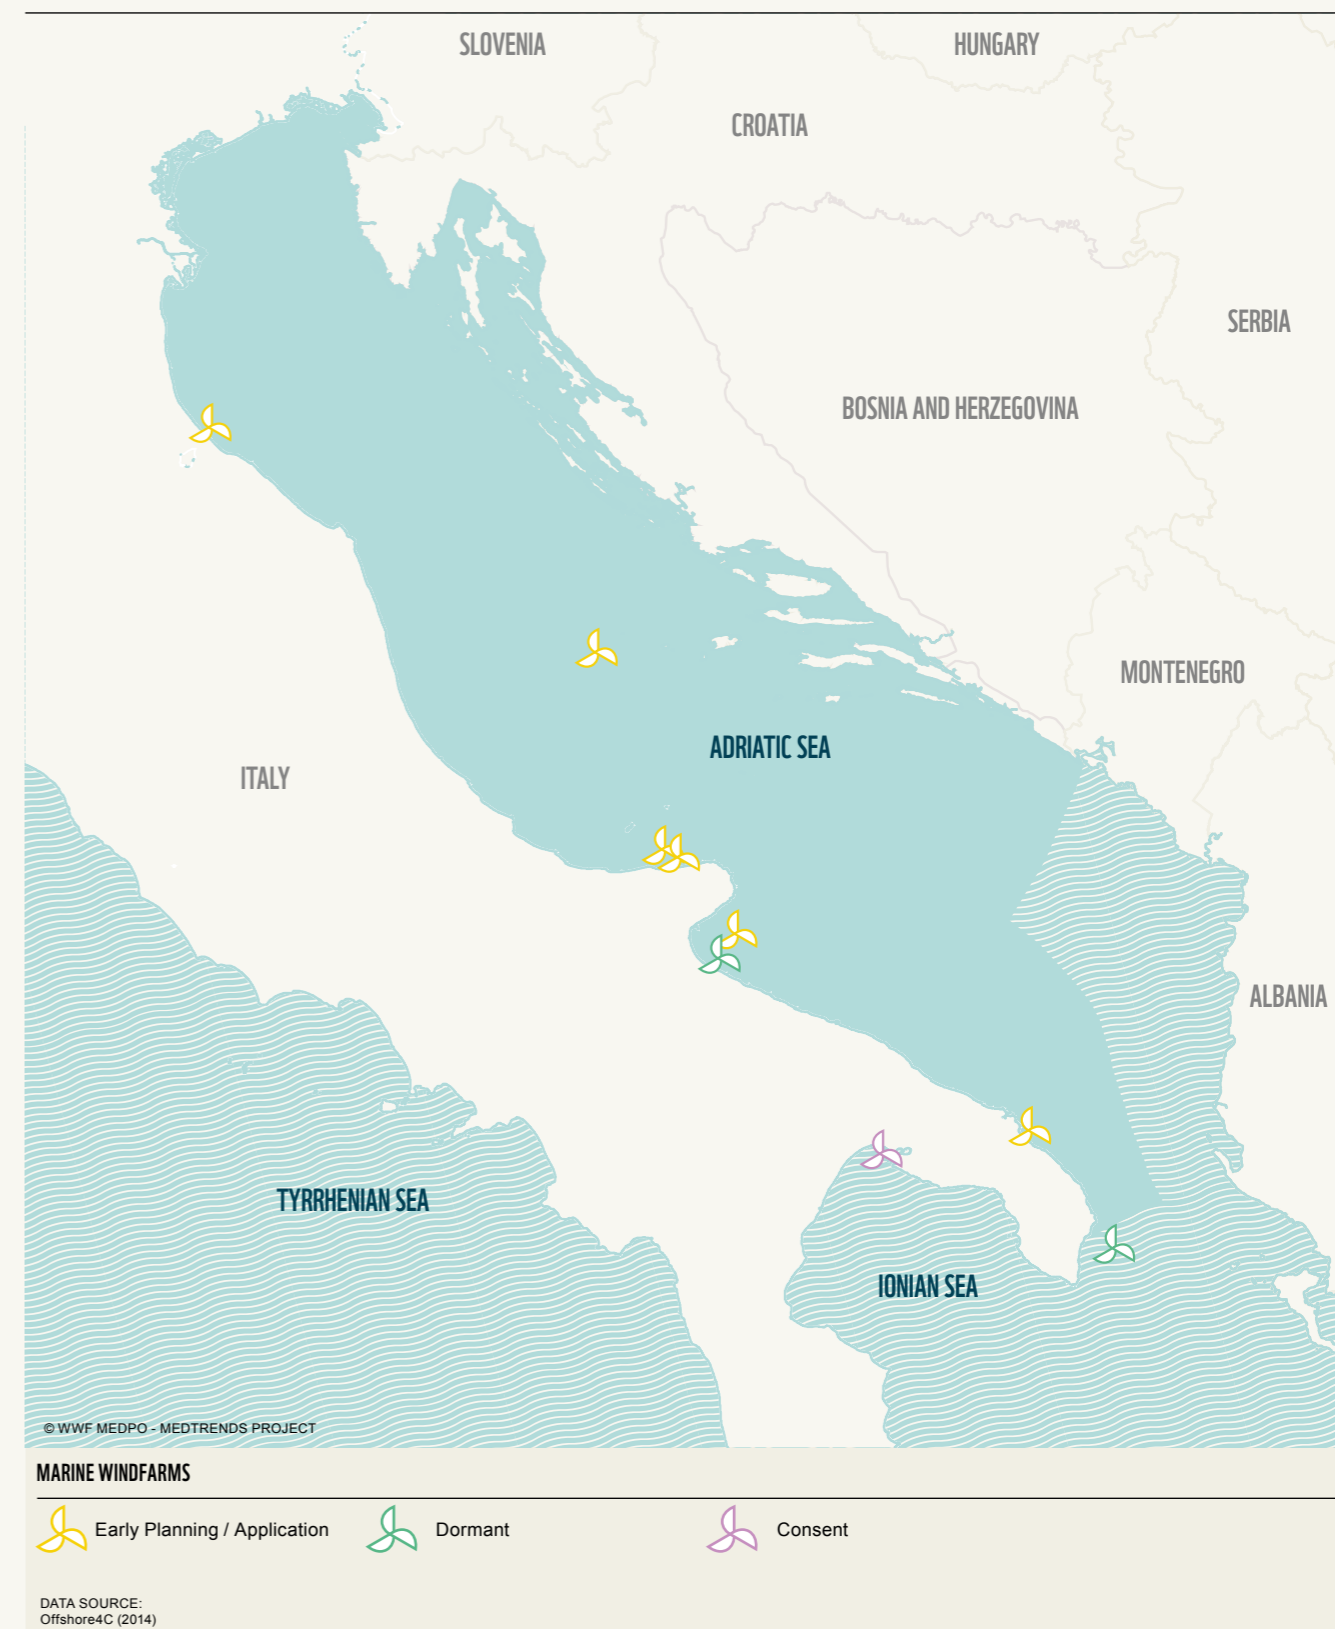 SLOVENIA
HUNGARY
CROATIA
SERBIA
BOSNIA AND HERZEGOVINA
MONTENEGRO
ADRIATIC SEA
ITALY
ALBANIA
TYRRHENIAN SEA
IONIAN SEA
© WWF MEDPO - MEDTRENDS PROJECT
MARINE WINDFARMS
Early Planning / Application
Dormant
Consent
DATA SOURCE:
Offshore4C (2014)